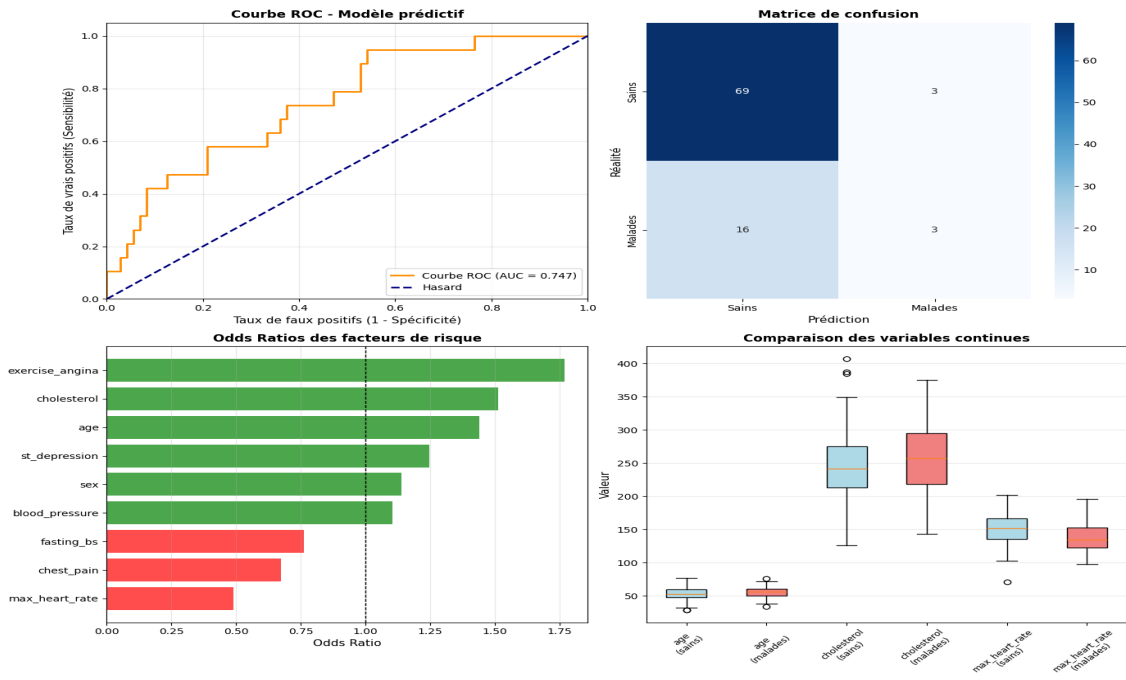 Courbe ROC - Modèle prédictif
Taux de vrais positifs (Sensibilité)
1.0
0.8
0.6
0.4
0.2
0.0
0.0
0.2
0.4
0.6
0.8
1.0
Courbe ROC (AUC = 0.747)
Hasard
Taux de faux positifs (1 - Spécificité)
Matrice de confusion
Réalité
Sains
Malades
69
3
16
3
Sains
Malades
Prédiction
60
50
40
30
20
10
Odds Ratios des facteurs de risque
exercise_angina
cholesterol
age
st_depression
sex
blood_pressure
fasting_bs
chest_pain
max_heart_rate
0.00
0.25
0.50
0.75
1.00
1.25
1.50
1.75
Odds Ratio
Comparaison des variables continues
Valeur
400
350
300
250
200
150
100
50
age
(sains)
age
(malades)
cholesterol
(sains)
cholesterol
(malades)
max_heart_rate
(sains)
max_heart_rate
(malades)